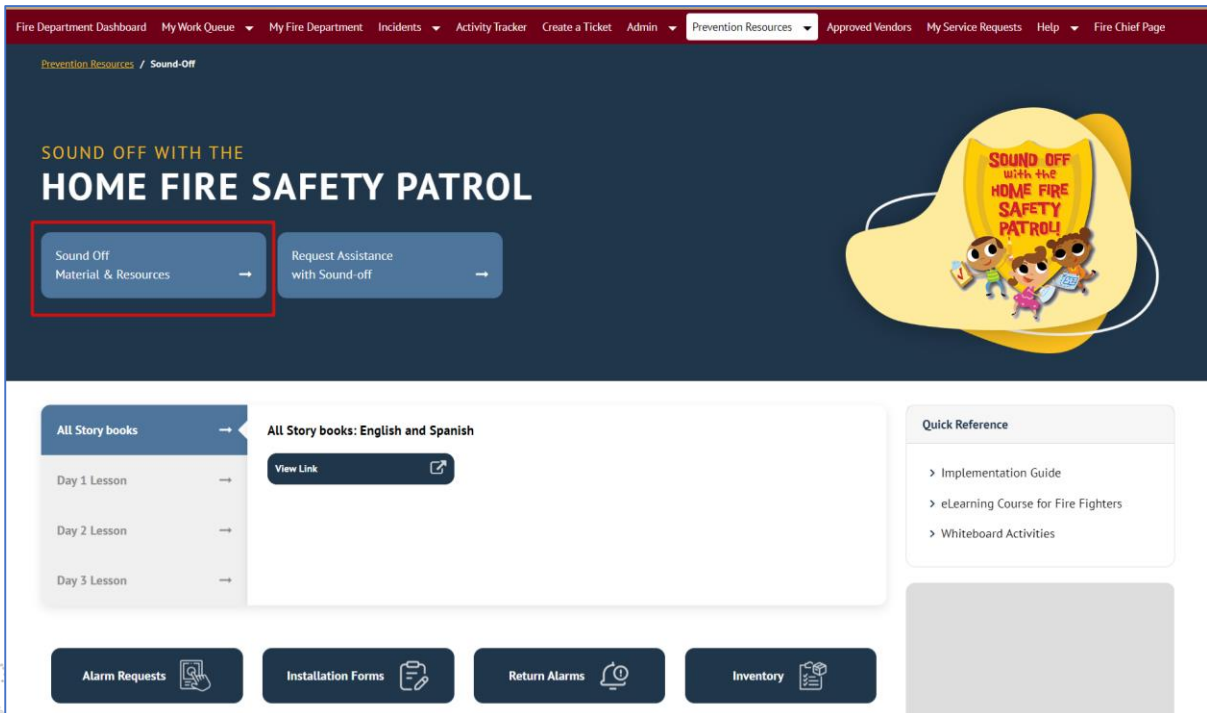 Fire Department Dashboard My Work Queue My Fire Department Incidents Activity Tracker Create a Ticket Admin Prevention Resources Approved Vendors My Service Requests Help Fire Chief Page
Prevention Resources / Sound-Off
SOUND OFF WITH THE
HOME FIRE SAFETY PATROL
Sound Off
Material & Resources
Request Assistance
with Sound-off
SOUND OFF
with the
HOME FIRE
SAFETY
PATROL!
All Story books
Day 1 Lesson
Day 2 Lesson
Day 3 Lesson
All Story books: English and Spanish
View Link
Quick Reference
> Implementation Guide
> eLearning Course for Fire Fighters
> Whiteboard Activities
Alarm Requests
Installation Forms
Return Alarms
Inventory